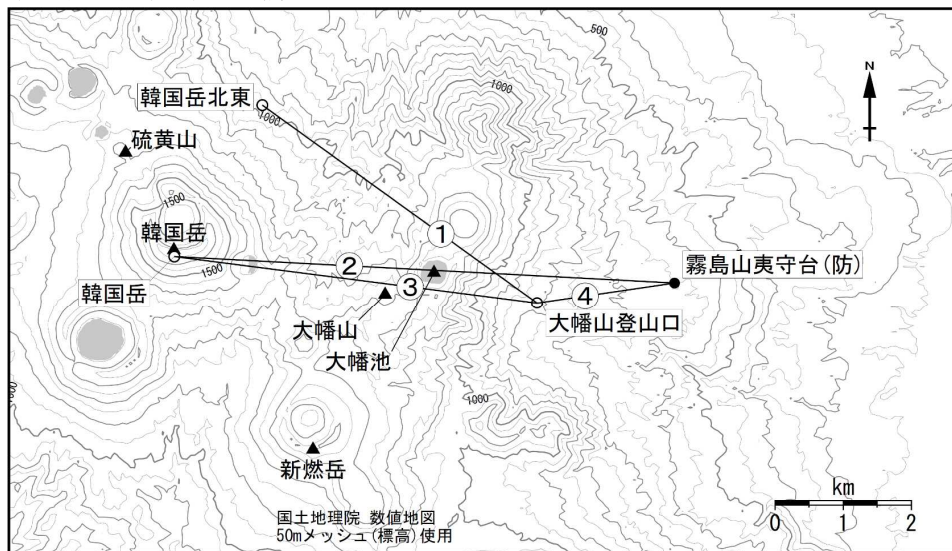 500
N
1000
韓国岳北東
1000
硫黄山
1500
韓国岳
①
1500
②
③
霧島山夷守台(防)
④
韓国岳
大幡山登山口
大幡山
大幡池
1000
新燃岳
km
0 1 2
国土地理院 数値地図
50mメッシュ(標高)使用